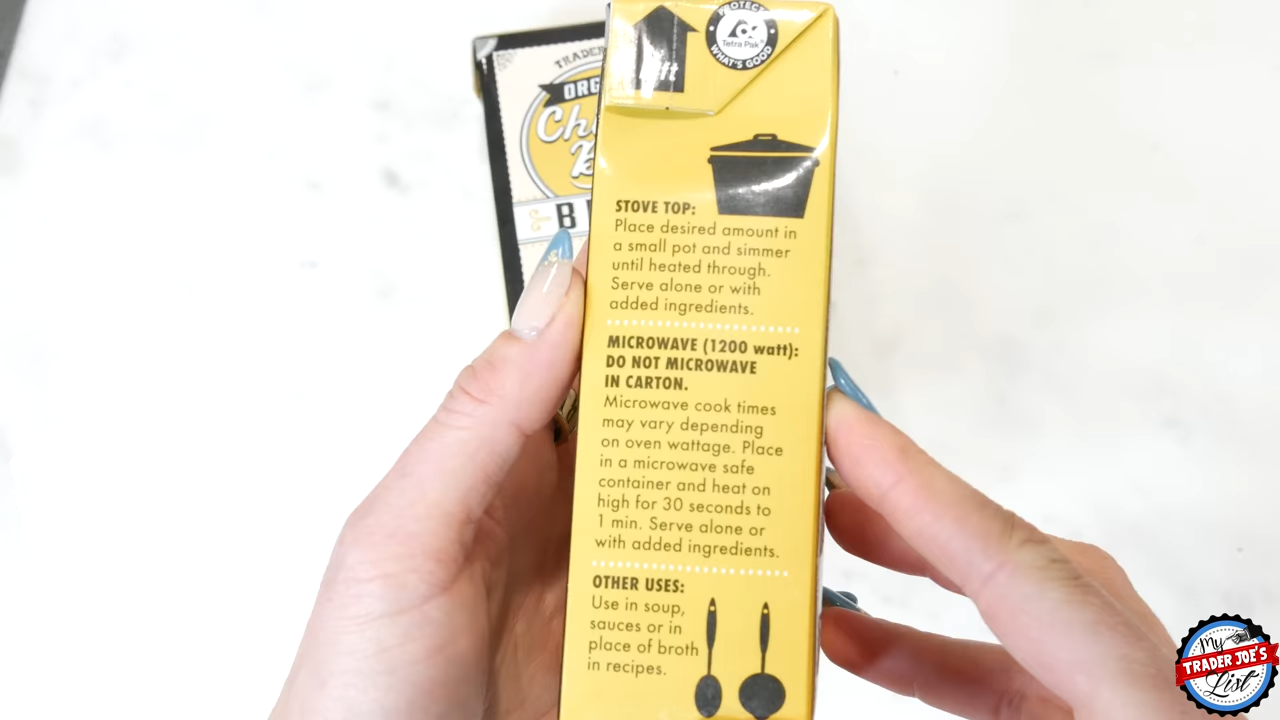 PROTECTS
Tetra Pak®
WHAT'S GOOD
TRADER
ORG
STOVE TOP:
Place desired amount in
a small pot and simmer
until heated through.
Serve alone or with
added ingredients.
MICROWAVE (1200 watt):
DO NOT MICROWAVE
IN CARTON.
Microwave cook times
may vary depending
on oven wattage. Place
in a microwave safe
container and heat on
high for 30 seconds to
1 min. Serve alone or
with added ingredients.
OTHER USES:
Use in soup,
sauces or in
place of broth
in recipes.
My
TRADER JOE'S
List